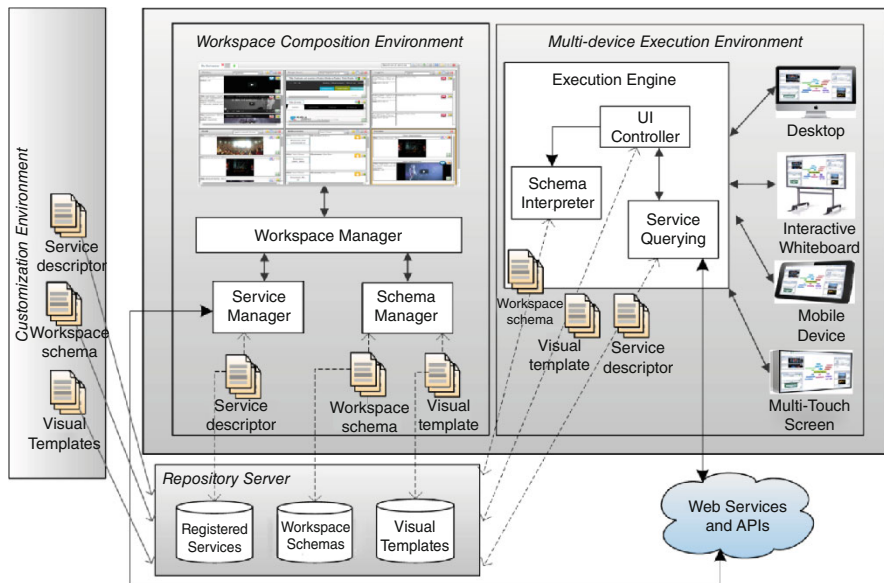 Customization Environment
Service
descriptor
Workspace
schema
Visual
Templates
Workspace Composition Environment
Workspace Manager
Service
Manager
Schema
Manager
Service
descriptor
Workspace
schema
Visual
template
Multi-device Execution Environment
Execution Engine
UI
Controller
Schema
Interpreter
Service
Querying
Workspace
schema
Visual
template
Service
descriptor
Desktop
Interactive
Whiteboard
Mobile
Device
Multi-Touch
Screen
Repository Server
Registered
Services
Workspace
Schemas
Visual
Templates
Web Services
and APIs